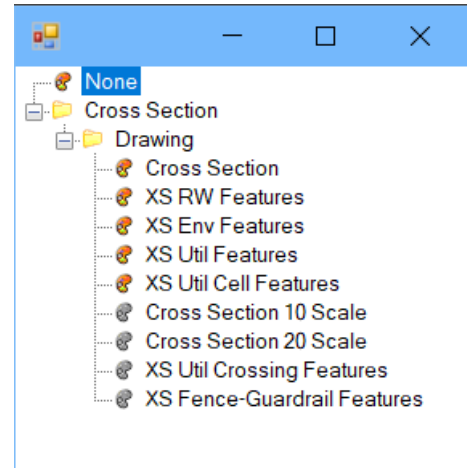 None
Cross Section
Drawing
Cross Section
XS RW Features
XS Env Features
XS Util Features
XS Util Cell Features
Cross Section 10 Scale
Cross Section 20 Scale
XS Util Crossing Features
XS Fence-Guardrail Features